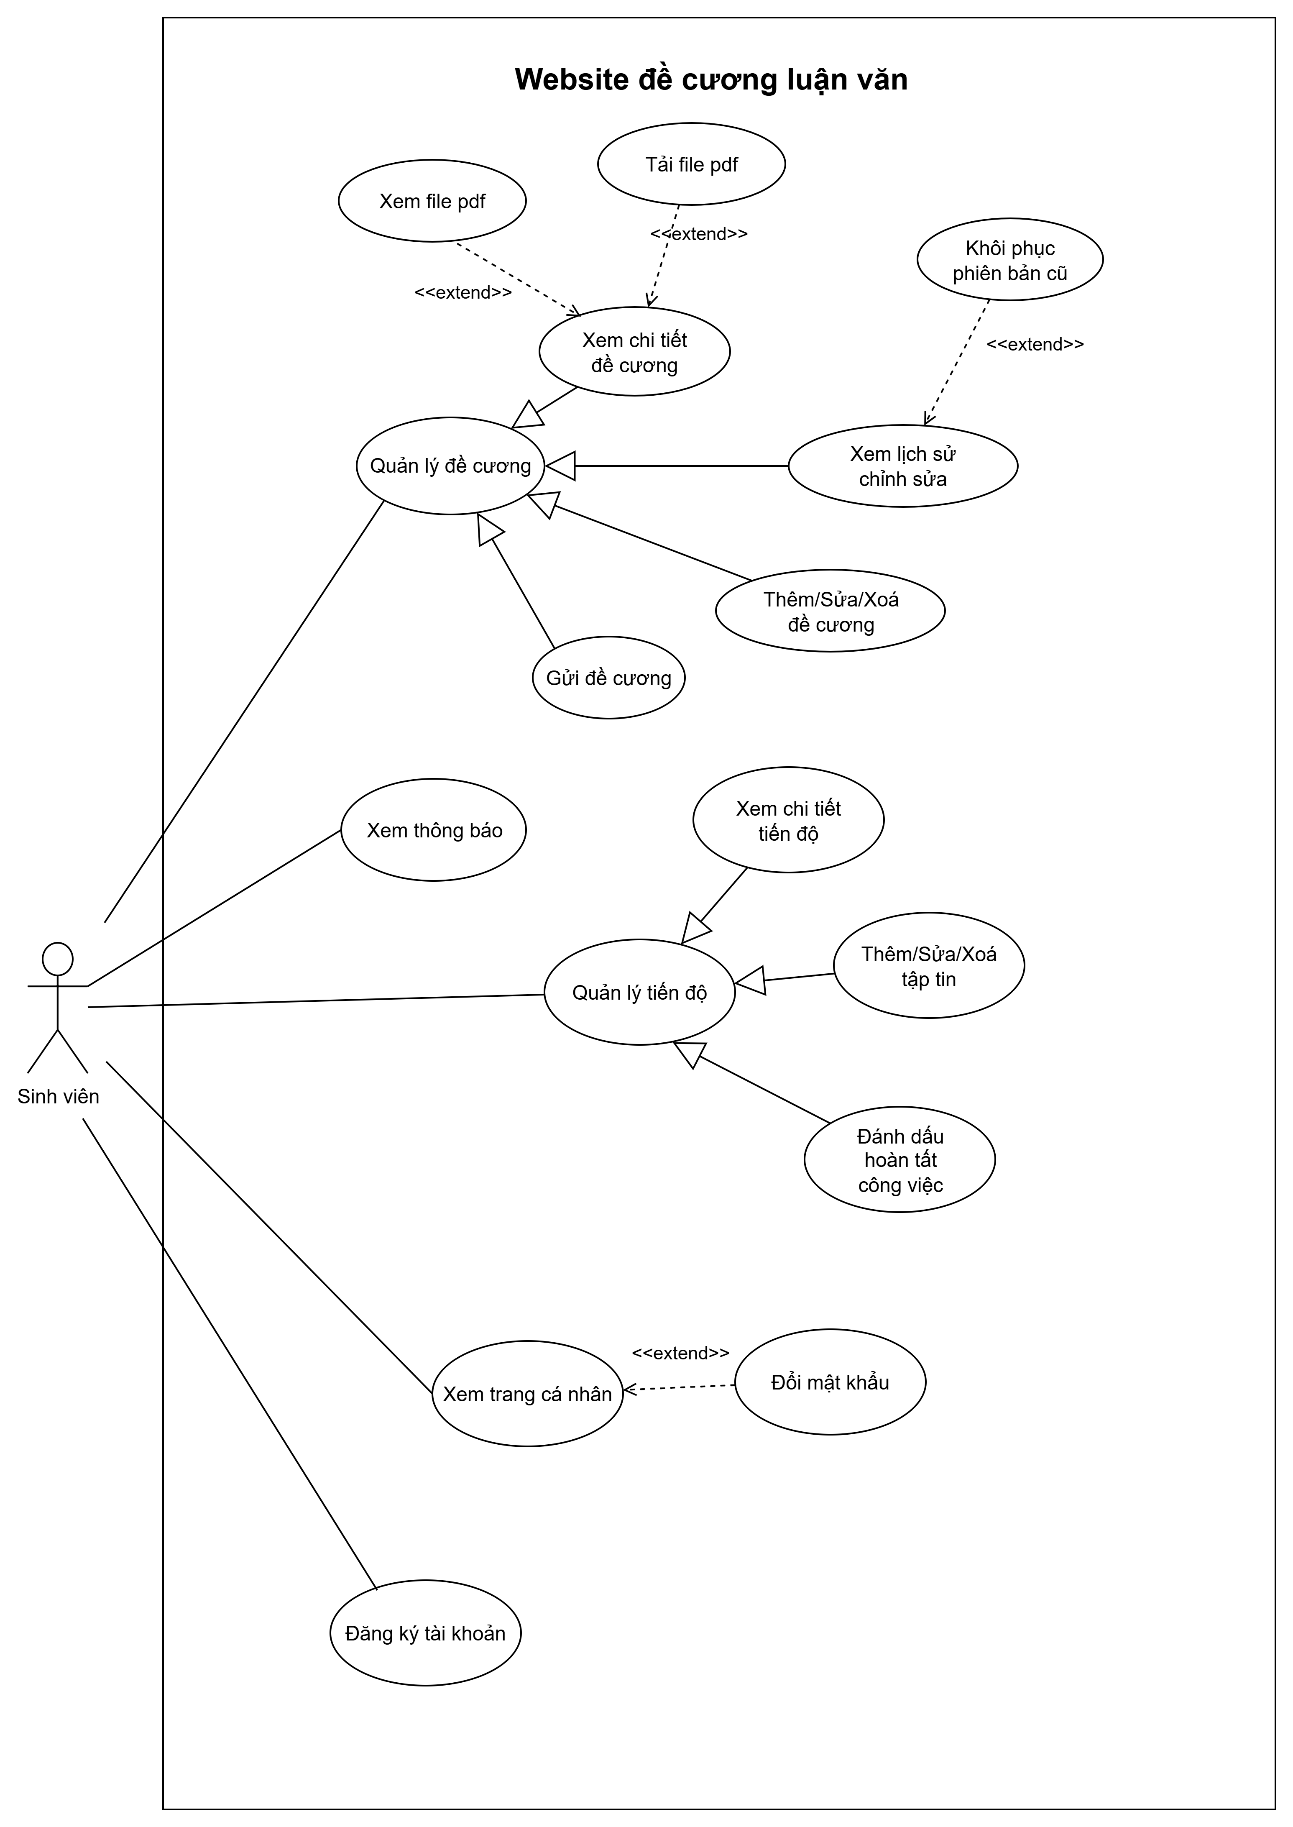 Website đề cương luận văn
Tải file pdf
Xem file pdf
<<extend>>
Khôi phục
phiên bản cũ
<<extend>>
Xem chi tiết
đề cương
<<extend>>
Quản lý đề cương
Xem lịch sử
chỉnh sửa
Thêm/Sửa/Xoá
đề cương
Gửi đề cương
Xem chi tiết
tiến độ
Xem thông báo
Thêm/Sửa/Xoá
tập tin
Quản lý tiến độ
Sinh viên
Đánh dấu
hoàn tất
công việc
<<extend>>
Xem trang cá nhân
Đổi mật khẩu
Đăng ký tài khoản